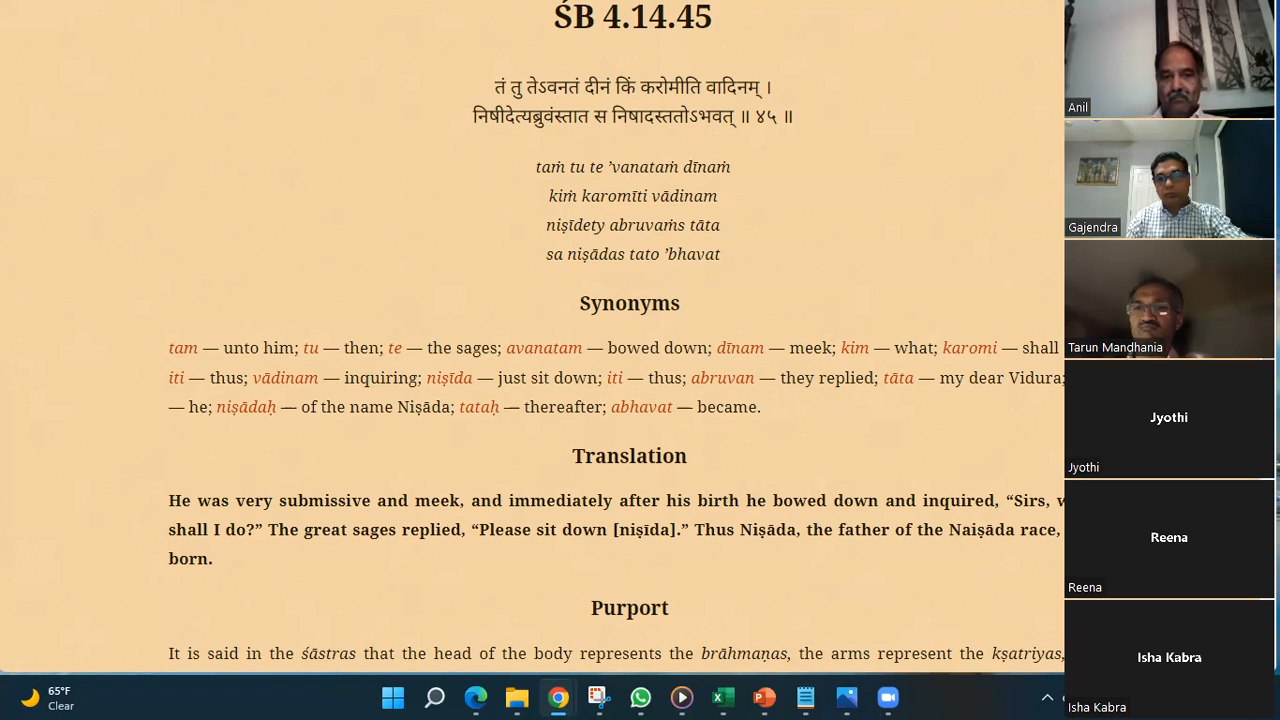 ŚB 4.14.45
तं तु तेऽवनतं दीनं किं करोमीति वादिनम् ।
निषीदेत्यब्रुवंस्तात स निषादस्ततोऽभवत् ॥ ४५ ॥
taṁ tu te ’vanataṁ dīnaṁ
kiṁ karomīti vādinam
niṣīdety abruvaṁs tāta
sa niṣādas tato ’bhavat
Synonyms
tam — unto him; tu — then; te — the sages; avanatam — bowed down; dīnam — meek; kim — what; karomi — shall
iti — thus; vādinam — inquiring; niṣīda — just sit down; iti — thus; abruvan — they replied; tāta — my dear Vidura;
— he; niṣādaḥ — of the name Niṣāda; tataḥ — thereafter; abhavat — became.
Translation
He was very submissive and meek, and immediately after his birth he bowed down and inquired, “Sirs,
shall I do?” The great sages replied, “Please sit down [niṣīda].” Thus Niṣāda, the father of the Naiṣāda race,
born.
Purport
It is said in the śāstras that the head of the body represents the brāhmaṇas, the arms represent the kṣatriyas,
Anil
Gajendra
Tarun Mandhania
Jyothi
Jyothi
Reena
Reena
Isha Kabra
Isha Kabra
65°F
Clear